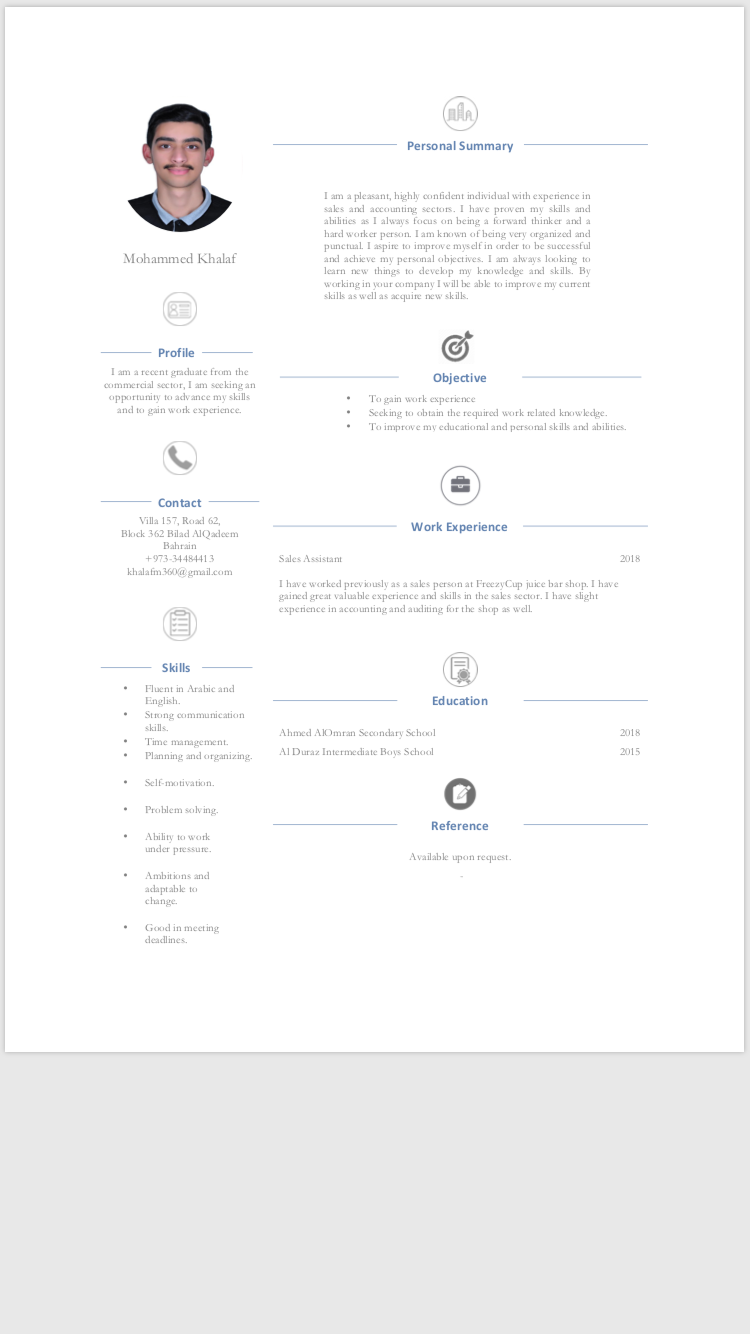 Mohammed Khalaf
Profile
I am a recent graduate from the
commercial sector, I am seeking an
opportunity to advance my skills
and to gain work experience.
Contact
Villa 157, Road 62,
Block 362 Bilad AlQadeem
Bahrain
+973-34484413
khalafm360@gmail.com
Skills
• Fluent in Arabic and
English.
• Strong communication
skills.
• Time management.
• Planning and organizing.
• Self-motivation.
• Problem solving.
• Ability to work
under pressure.
• Ambitions and
adaptable to
change.
• Good in meeting
deadlines.
Personal Summary
I am a pleasant, highly confident individual with experience in
sales and accounting sectors. I have proven my skills and
abilities as I always focus on being a forward thinker and a
hard worker person. I am known of being very organized and
punctual. I aspire to improve myself in order to be successful
and achieve my personal objectives. I am always looking to
learn new things to develop my knowledge and skills. By
working in your company I will be able to improve my current
skills as well as acquire new skills.
Objective
• To gain work experience
• Seeking to obtain the required work related knowledge.
• To improve my educational and personal skills and abilities.
Work Experience
Sales Assistant 2018
I have worked previously as a sales person at FreezyCup juice bar shop. I have
gained great valuable experience and skills in the sales sector. I have slight
experience in accounting and auditing for the shop as well.
Education
Ahmed AlOmran Secondary School 2018
Al Duraz Intermediate Boys School 2015
Reference
Available upon request.
-